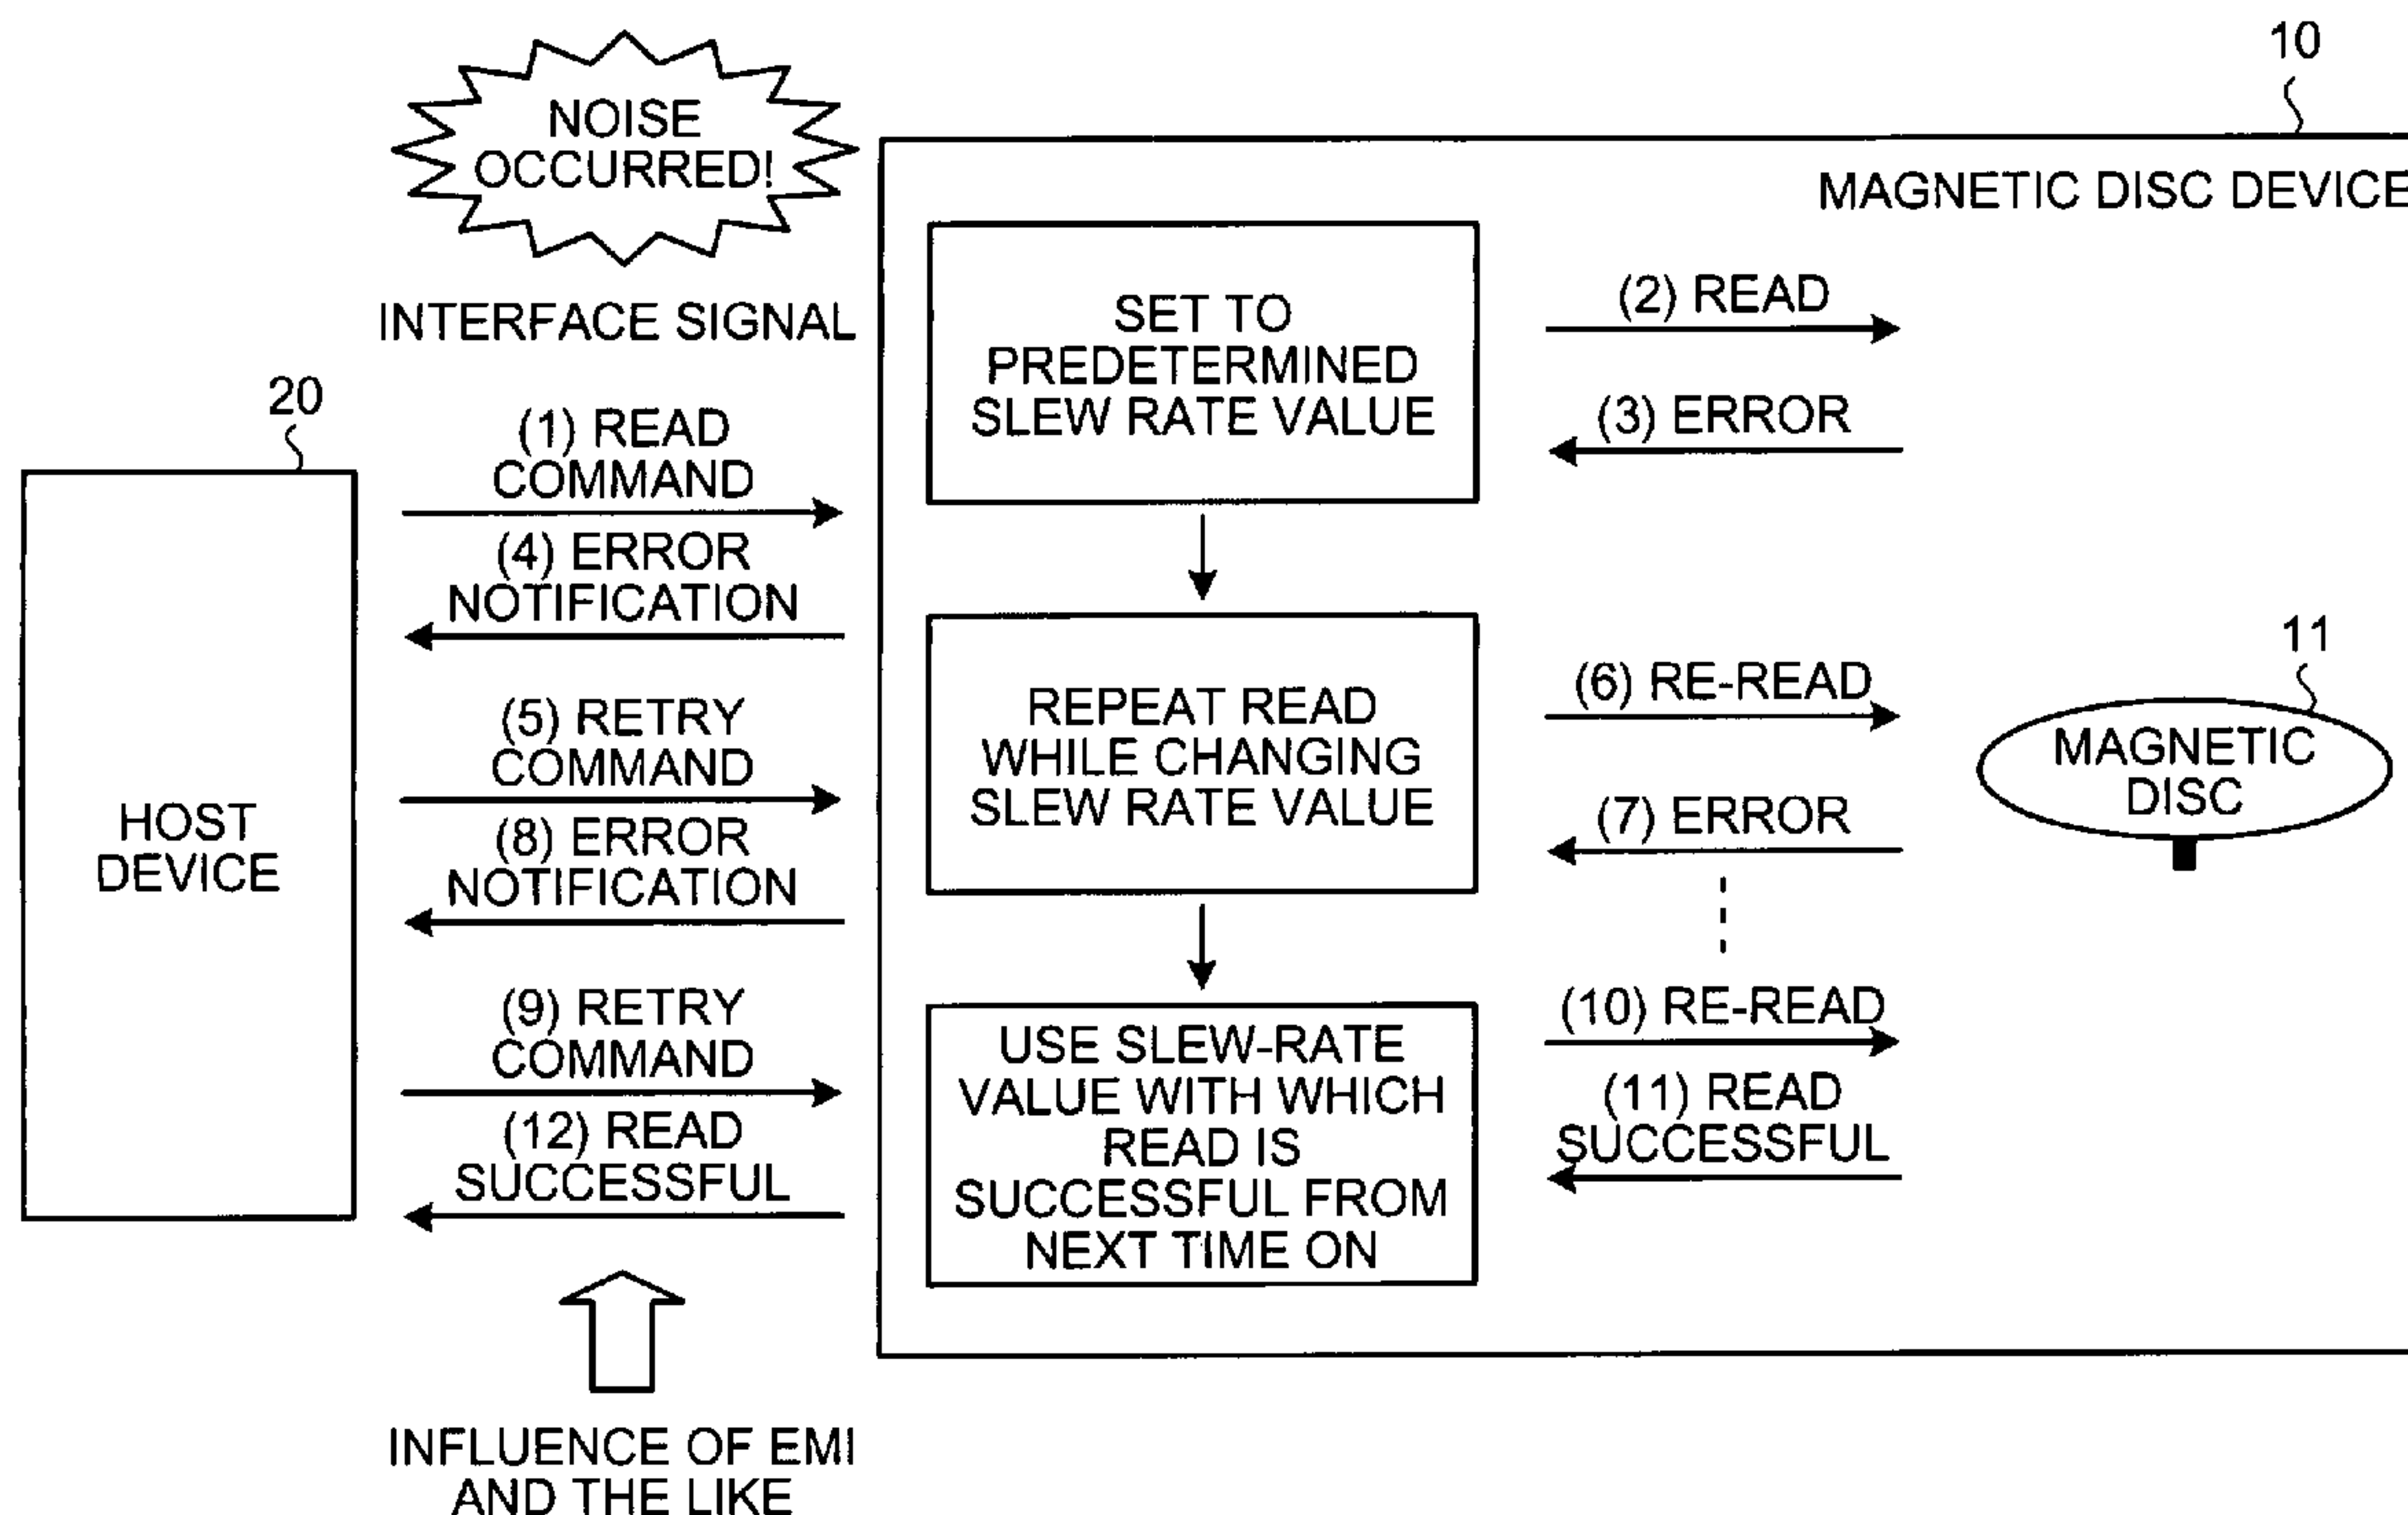 NOISE
OCCURRED!
INTERFACE SIGNAL
10
MAGNETIC DISC DEVICE
20
HOST
DEVICE
(1) READ
COMMAND
(4) ERROR
NOTIFICATION
(5) RETRY
COMMAND
(8) ERROR
NOTIFICATION
(9) RETRY
COMMAND
(12) READ
SUCCESSFUL
INFLUENCE OF EMI
AND THE LIKE
SET TO
PREDETERMINED
SLEW RATE VALUE
REPEAT READ
WHILE CHANGING
SLEW RATE VALUE
USE SLEW-RATE
VALUE WITH WHICH
READ IS
SUCCESSFUL FROM
NEXT TIME ON
(2) READ
(3) ERROR
(6) RE-READ
(7) ERROR
(10) RE-READ
(11) READ
SUCCESSFUL
11
MAGNETIC
DISC